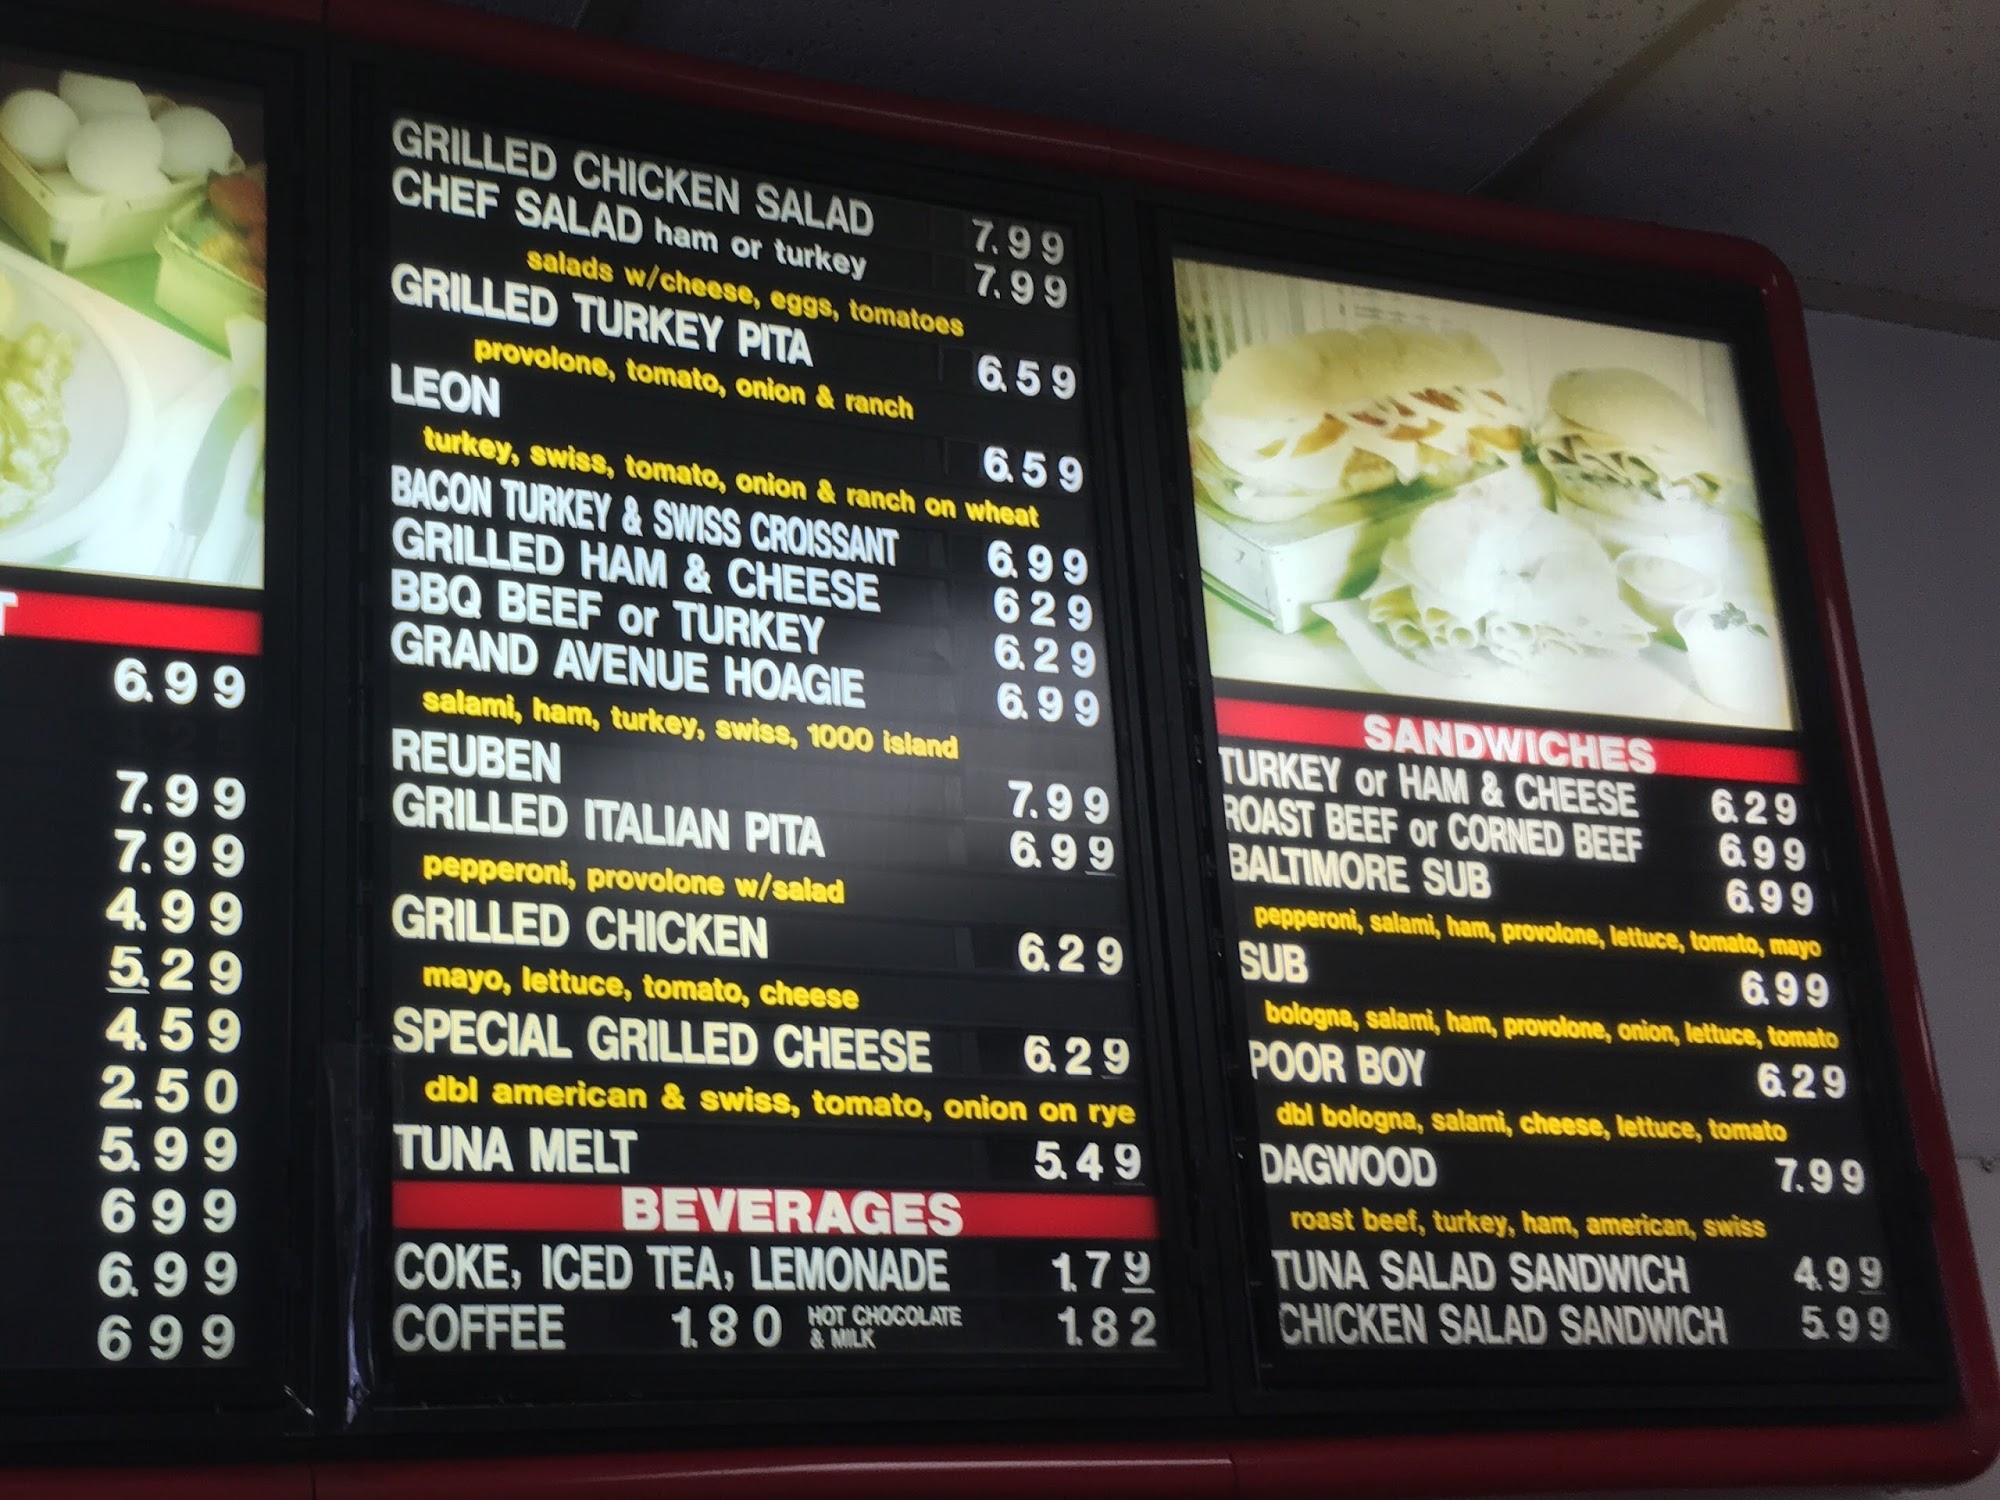 T
6.99
7.99
7.99
4.99
5.29
4.59
2.50
5.99
699
6.99
699
GRILLED CHICKEN SALAD 7.99
CHEF SALAD ham or turkey 7.99
salads w/cheese, eggs, tomatoes
GRILLED TURKEY PITA 6.59
provolone, tomato, onion & ranch
LEON 6.59
turkey, swiss, tomato, onion & ranch on wheat
BACON TURKEY & SWISS CROISSANT 6.99
GRILLED HAM & CHEESE 629
BBQ BEEF or TURKEY 6.29
GRAND AVENUE HOAGIE 6.99
salami, ham, turkey, swiss, 1000 island
REUBEN 7.99
GRILLED ITALIAN PITA 6.99
pepperoni, provolone w/salad
GRILLED CHICKEN 6.29
mayo, lettuce, tomato, cheese
SPECIAL GRILLED CHEESE 6.29
dbl american & swiss, tomato, onion on rye
TUNA MELT 5.49
BEVERAGES
COKE, ICED TEA, LEMONADE 1.79
COFFEE 1.80 HOT CHOCOLATE & MILK 1.82
SANDWICHES
TURKEY or HAM & CHEESE 6.29
ROAST BEEF or CORNED BEEF 6.99
BALTIMORE SUB 6.99
pepperoni, salami, ham, provolone, lettuce, tomato, mayo
SUB 6.99
bologna, salami, ham, provolone, onion, lettuce, tomato
POOR BOY 6.29
dbl bologna, salami, cheese, lettuce, tomato
DAGWOOD 7.99
roast beef, turkey, ham, american, swiss
TUNA SALAD SANDWICH 4.99
CHICKEN SALAD SANDWICH 5.99